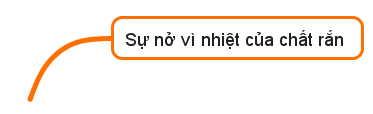 Sự nở vì nhiệt của chất rắn